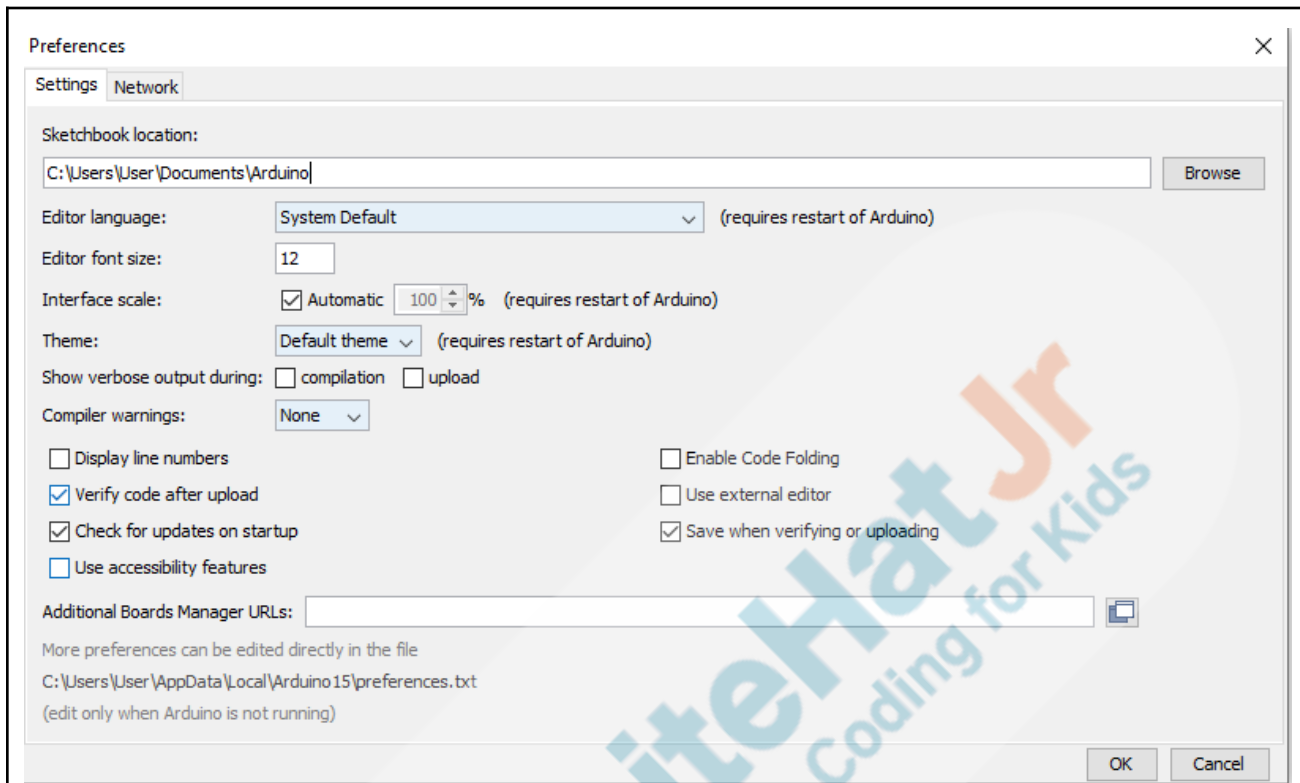 Preferences
Settings Network
Sketchbook location:
C:\Users\User\Documents\Arduino Browse
Editor language: System Default (requires restart of Arduino)
Editor font size: 12
Interface scale: Automatic 100 % (requires restart of Arduino)
Theme: Default theme (requires restart of Arduino)
Show verbose output during: compilation upload
Compiler warnings: None
Display line numbers Enable Code Folding
Verify code after upload Use external editor
Check for updates on startup Save when verifying or uploading
Use accessibility features
Additional Boards Manager URLs:
More preferences can be edited directly in the file
C:\Users\User\AppData\Local\Arduino15\preferences.txt
(edit only when Arduino is not running)
OK Cancel
iteHat Jr
Coding for Kids